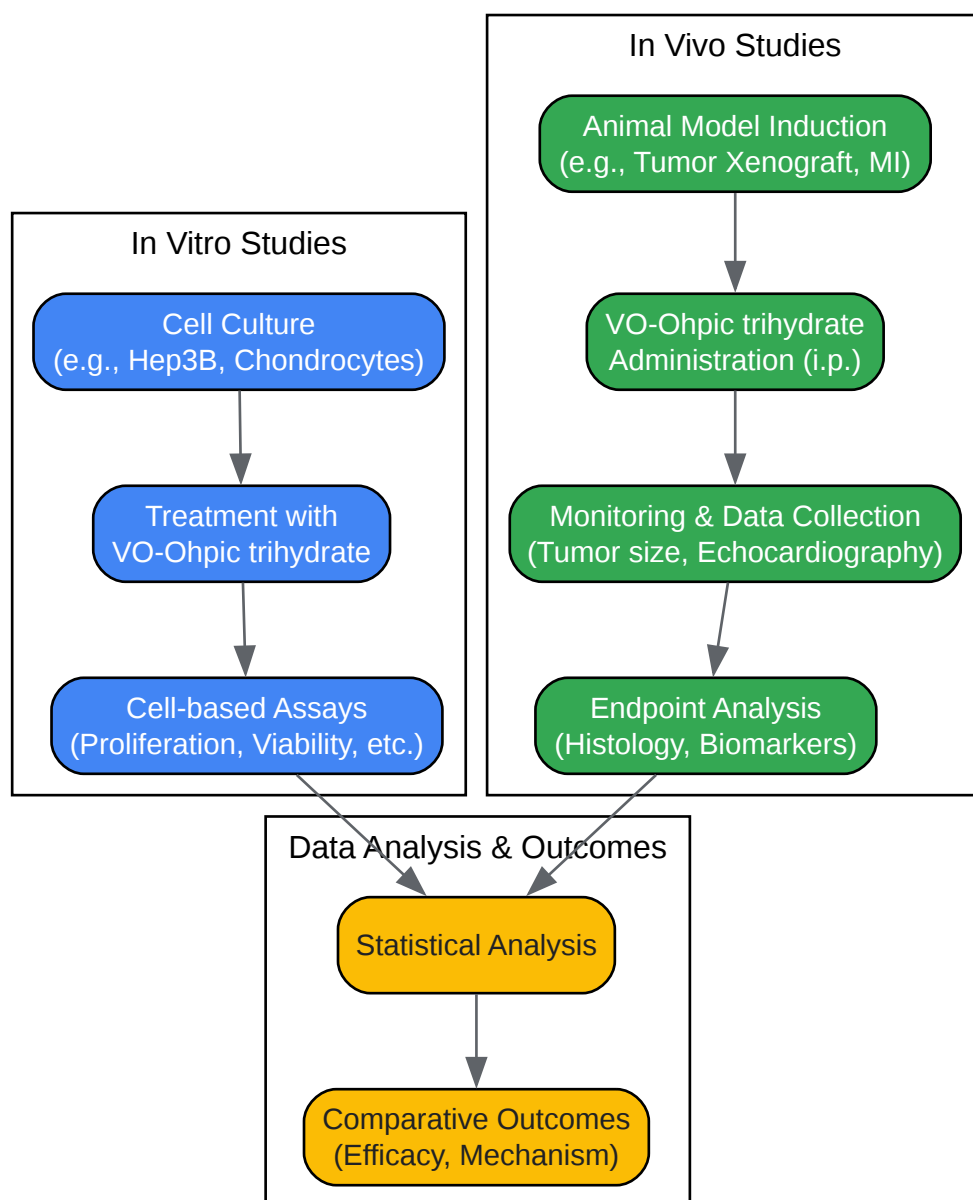 In Vitro Studies
Cell Culture
(e.g., Hep3B, Chondrocytes)
Treatment with
VO-Ohpic trihydrate
Cell-based Assays
(Proliferation, Viability, etc.)
In Vivo Studies
Animal Model Induction
(e.g., Tumor Xenograft, MI)
VO-Ohpic trihydrate
Administration (i.p.)
Monitoring & Data Collection
(Tumor size, Echocardiography)
Endpoint Analysis
(Histology, Biomarkers)
Data Analysis & Outcomes
Statistical Analysis
Comparative Outcomes
(Efficacy, Mechanism)